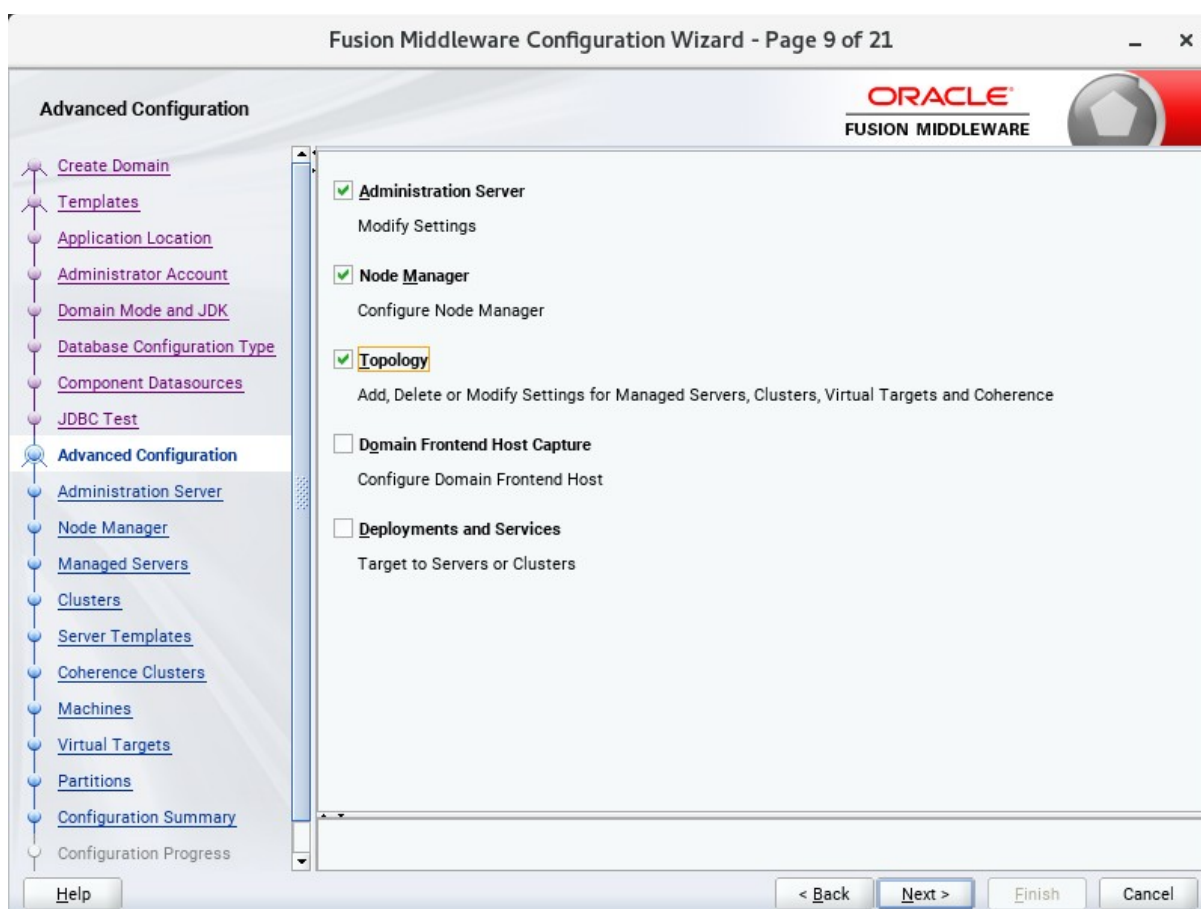 Fusion Middleware Configuration Wizard - Page 9 of 21
Advanced Configuration
ORACLE
FUSION MIDDLEWARE
Create Domain
Templates
Application Location
Administrator Account
Domain Mode and JDK
Database Configuration Type
Component Datasources
JDBC Test
Advanced Configuration
Administration Server
Node Manager
Managed Servers
Clusters
Server Templates
Coherence Clusters
Machines
Virtual Targets
Partitions
Configuration Summary
Configuration Progress
Administration Server
Modify Settings
Node Manager
Configure Node Manager
Topology
Add, Delete or Modify Settings for Managed Servers, Clusters, Virtual Targets and Coherence
Domain Frontend Host Capture
Configure Domain Frontend Host
Deployments and Services
Target to Servers or Clusters
Help
< Back
Next >
Finish
Cancel